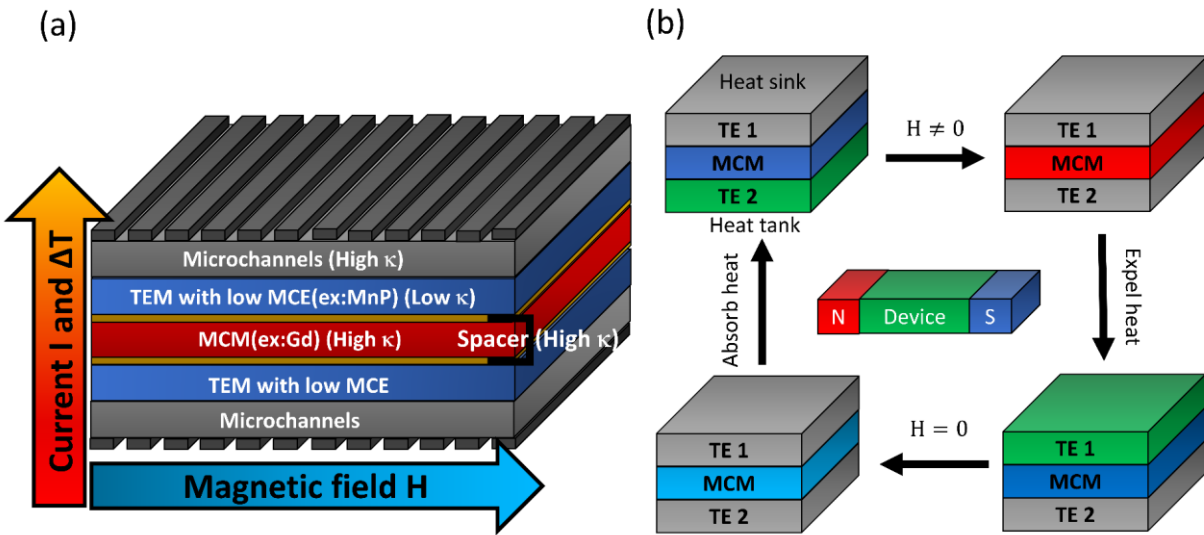 (a)
Microchannels (High κ)
TEM with low MCE(ex:MnP) (Low κ)
MCM(ex:Gd) (High κ)
Spacer (High κ)
TEM with low MCE
Microchannels
Current I and ΔT
Magnetic field H
(b)
Heat sink
TE 1
MCM
TE 2
Heat tank
H ≠ 0
TE 1
MCM
TE 2
Absorb heat
N
Device
S
Expel heat
TE 1
MCM
TE 2
H = 0
TE 1
MCM
TE 2